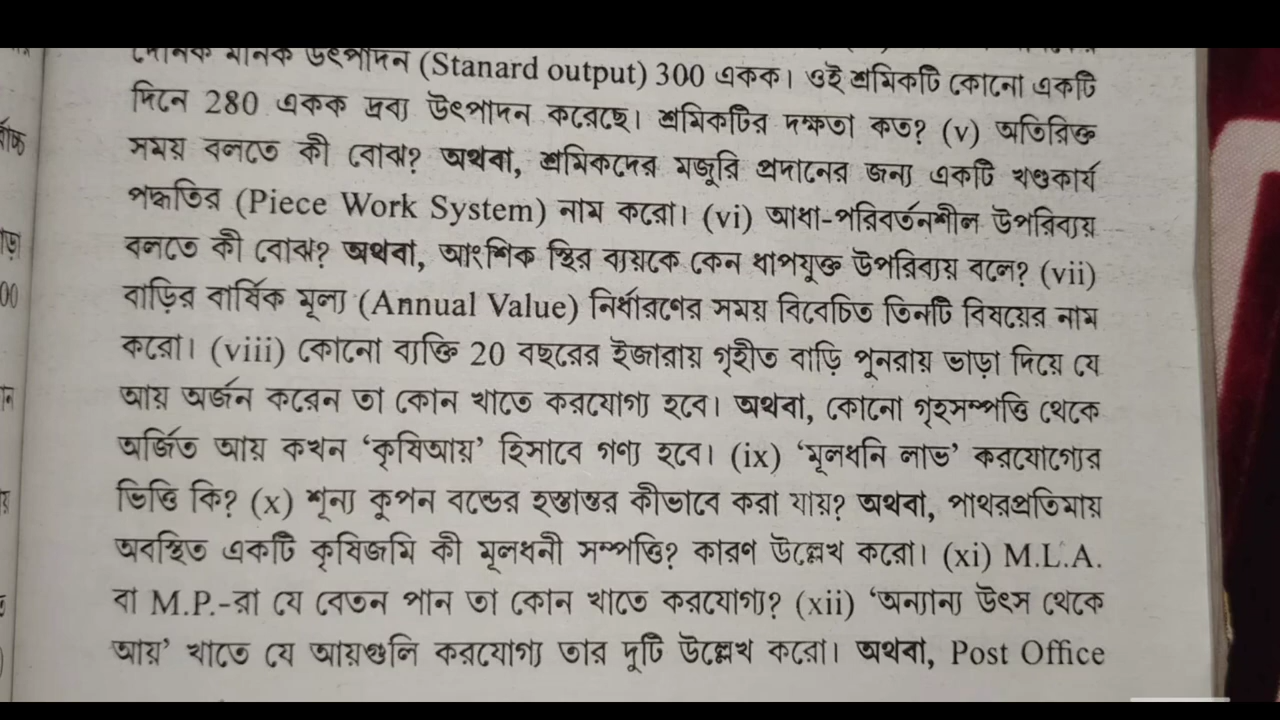 দৈনিক মানক উৎপাদন (Stanard output) 300 একক। ওই শ্রমিকটি কোনো একটি
দিনে 280 একক দ্রব্য উৎপাদন করেছে। শ্রমিকটির দক্ষতা কত? (v) অতিরিক্ত
সময় বলতে কী বোঝ? অথবা, শ্রমিকদের মজুরি প্রদানের জন্য একটি খণ্ডকার্য
পদ্ধতির (Piece Work System) নাম করো। (vi) আধা-পরিবর্তনশীল উপরিব্যয়
বলতে কী বোঝ? অথবা, আংশিক স্থির ব্যয়কে কেন ধাপযুক্ত উপরিব্যয় বলে? (vii)
বাড়ির বার্ষিক মূল্য (Annual Value) নির্ধারণের সময় বিবেচিত তিনটি বিষয়ের নাম
করো। (viii) কোনো ব্যক্তি 20 বছরের ইজারায় গৃহীত বাড়ি পুনরায় ভাড়া দিয়ে যে
আয় অর্জন করেন তা কোন খাতে করযোগ্য হবে। অথবা, কোনো গৃহসম্পত্তি থেকে
অর্জিত আয় কখন ‘কৃষিআয়’ হিসাবে গণ্য হবে। (ix) ‘মূলধনি লাভ’ করযোগ্যের
ভিত্তি কি? (x) শূন্য কুপন বন্ডের হস্তান্তর কীভাবে করা যায়? অথবা, পাথরপ্রতিমায়
অবস্থিত একটি কৃষিজমি কী মূলধনী সম্পত্তি? কারণ উল্লেখ করো। (xi) M.L.A.
বা M.P.-রা যে বেতন পান তা কোন খাতে করযোগ্য? (xii) ‘অন্যান্য উৎস থেকে
আয়’ খাতে যে আয়গুলি করযোগ্য তার দুটি উল্লেখ করো। অথবা, Post Office